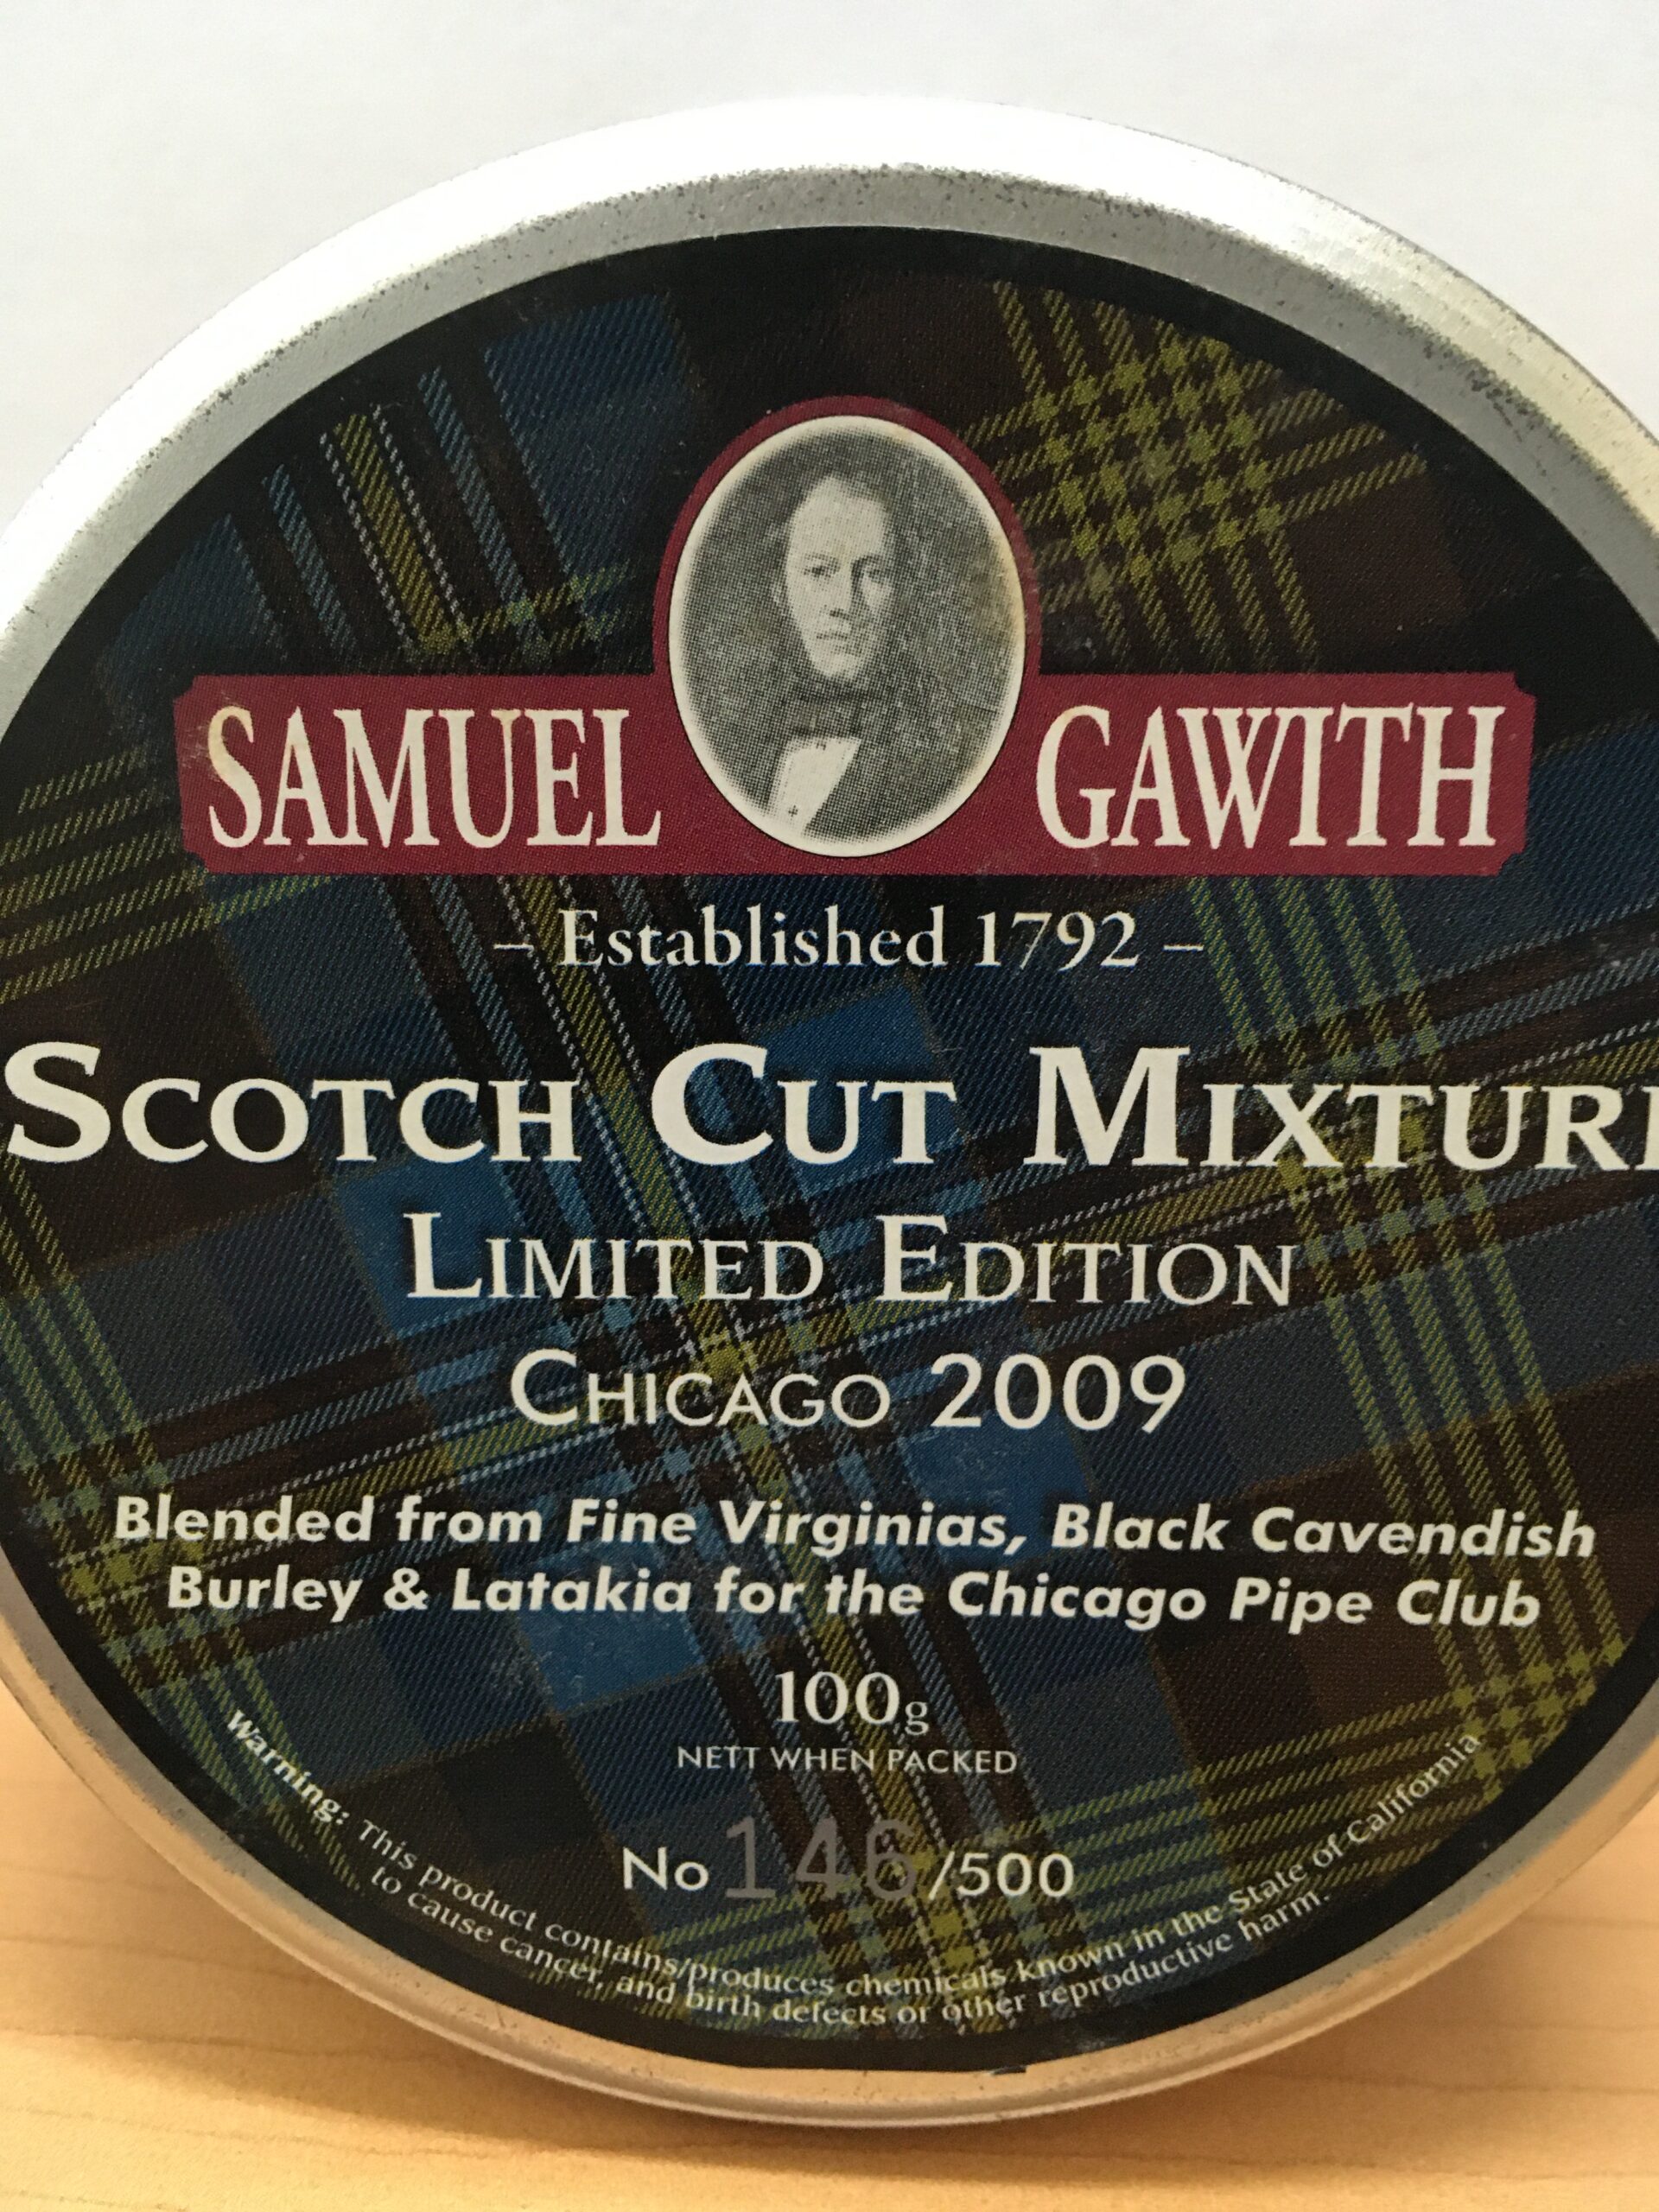 SAMUEL GAWITH
– Established 1792 –
SCOTCH CUT MIXTURE
LIMITED EDITION
CHICAGO 2009
Blended from Fine Virginias, Black Cavendish
Burley & Latakia for the Chicago Pipe Club
100g
NETT WHEN PACKED
No 146/500
Warning: This product contains/produces chemicals known in the State of California
to cause cancer, and birth defects or other reproductive harm.